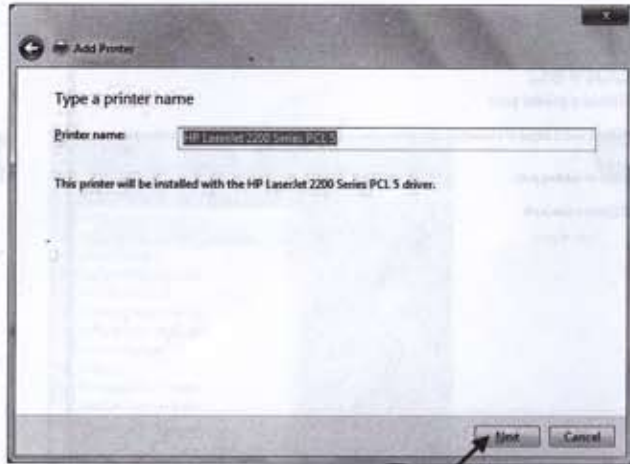 Add Printer
Type a printer name
Printer name:
HP LaserJet 2200 Series PCL 5
This printer will be installed with the HP LaserJet 2200 Series PCL 5 driver.
Next
Cancel